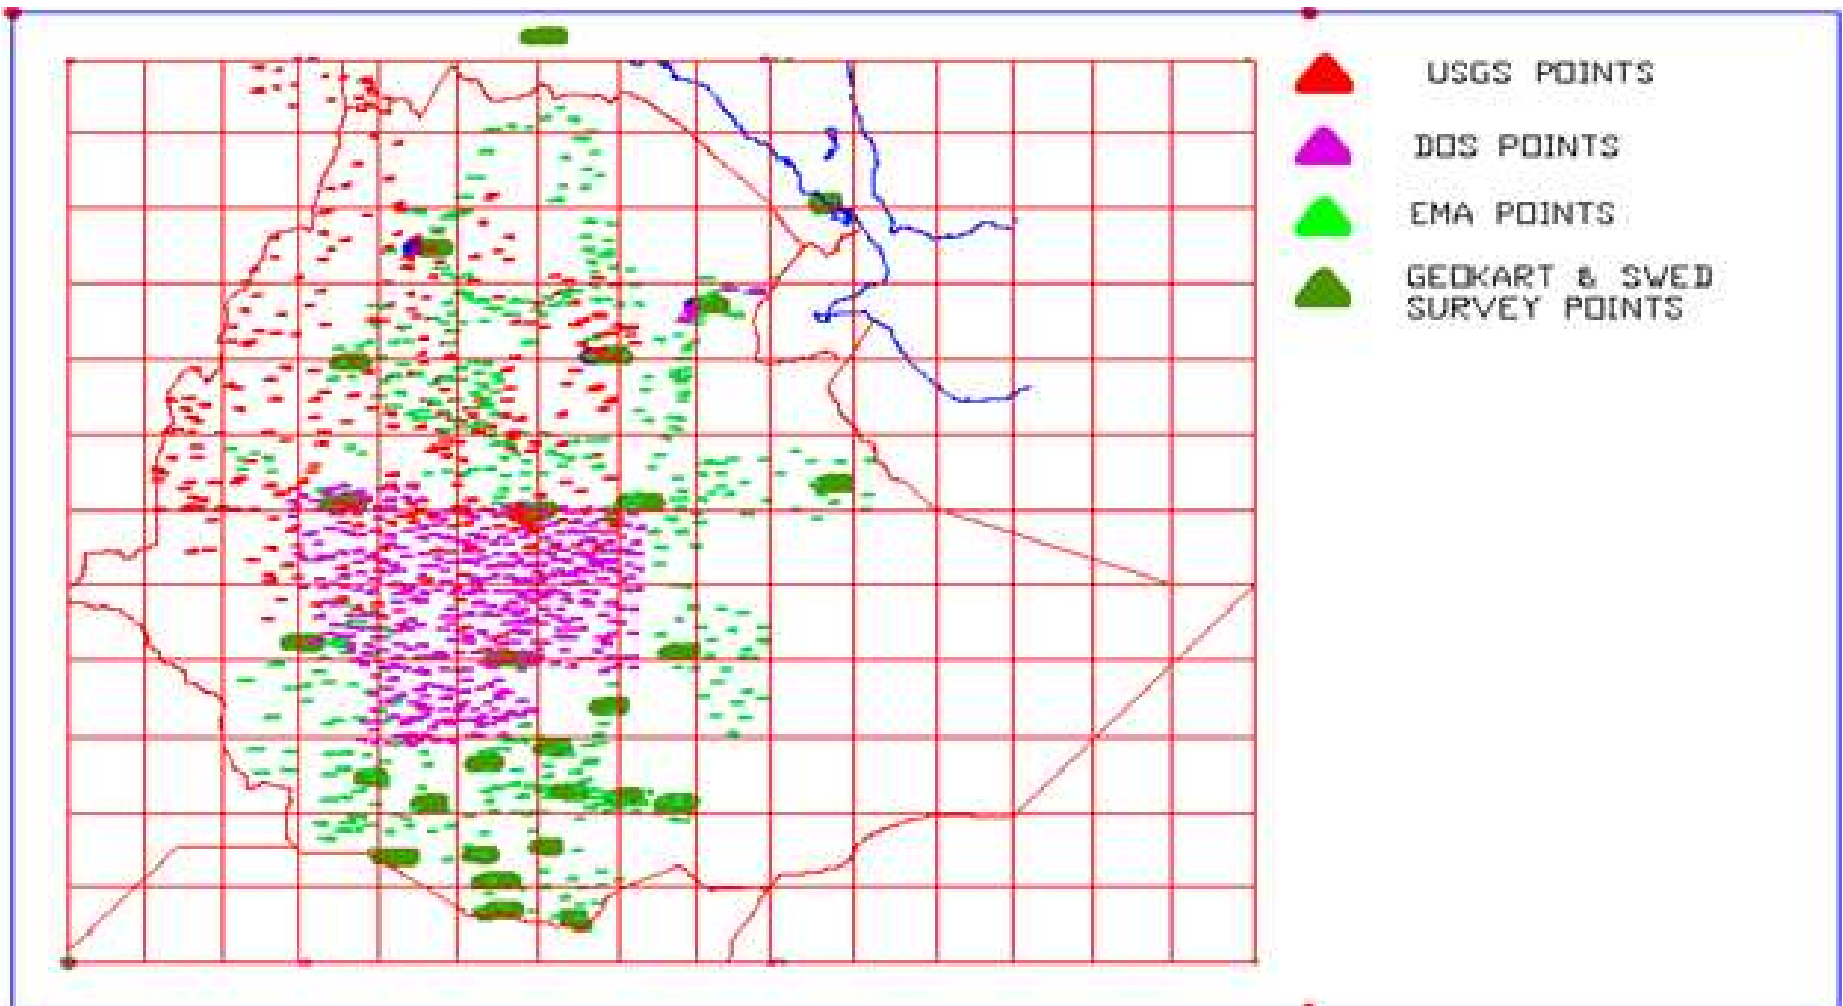 USGS POINTS
DOS POINTS
EMA POINTS
GEOKART & SWED
SURVEY POINTS